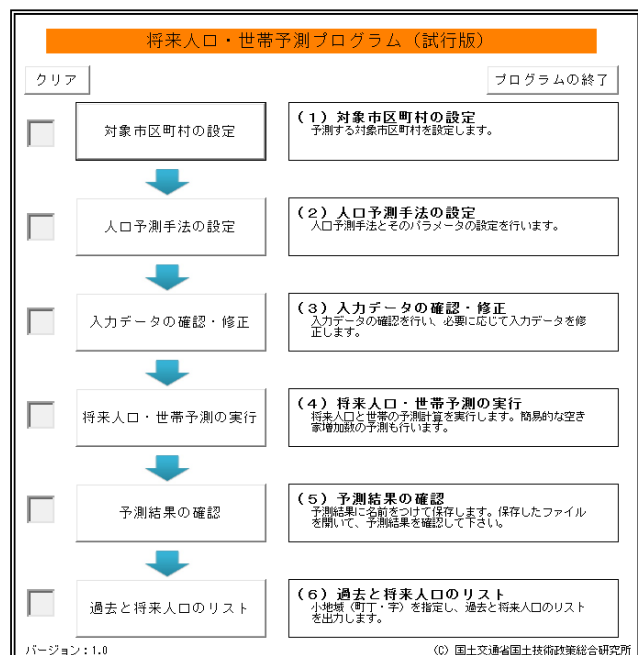 将来人口・世帯予測プログラム（試行版）
クリア
プログラムの終了
対象市区町村の設定
（１）対象市区町村の設定
予測する対象市区町村を設定します。
人口予測手法の設定
（２）人口予測手法の設定
人口予測手法とそのパラメータの設定を行います。
入力データの確認・修正
（３）入力データの確認・修正
入力データの確認を行い、必要に応じて入力データを修
正します。
将来人口・世帯予測の実行
（４）将来人口・世帯予測の実行
将来人口と世帯の予測計算を実行します。簡易的な空き
家増加数の予測も行います。
予測結果の確認
（５）予測結果の確認
予測結果に名前をつけて保存します。保存したファイル
を開いて、予測結果を確認して下さい。
過去と将来人口のリスト
（６）過去と将来人口のリスト
小地域（町丁・字）を指定し、過去と将来人口のリスト
を出力します。
バージョン：1.0
(C) 国土交通省国土技術政策総合研究所